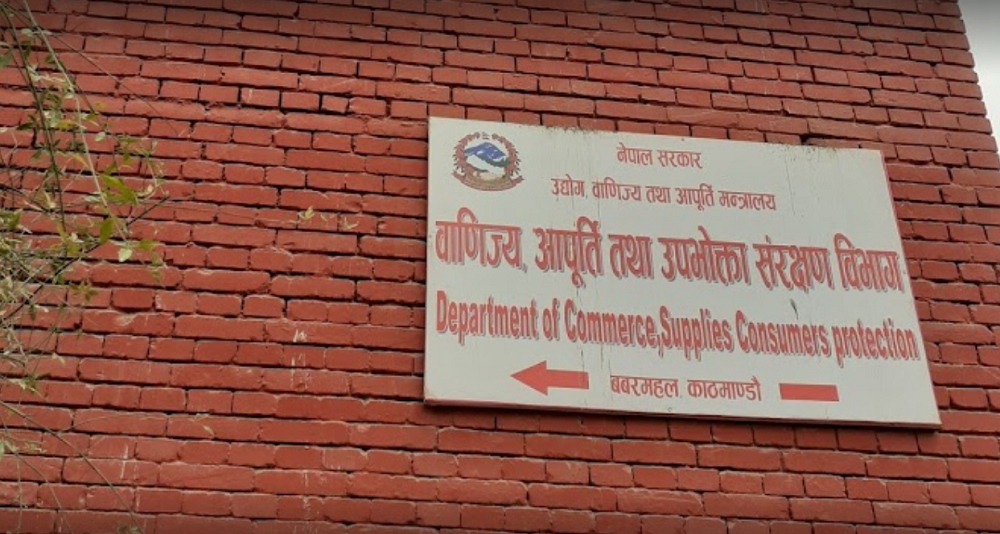 नेपाल सरकार
उद्योग, वाणिज्य तथा आपूर्ति मन्त्रालय
वाणिज्य, आपूर्ति तथा उपभोक्ता संरक्षण विभाग
Department of Commerce,Supplies Consumers protection
बबरमहल, काठमाण्डौ